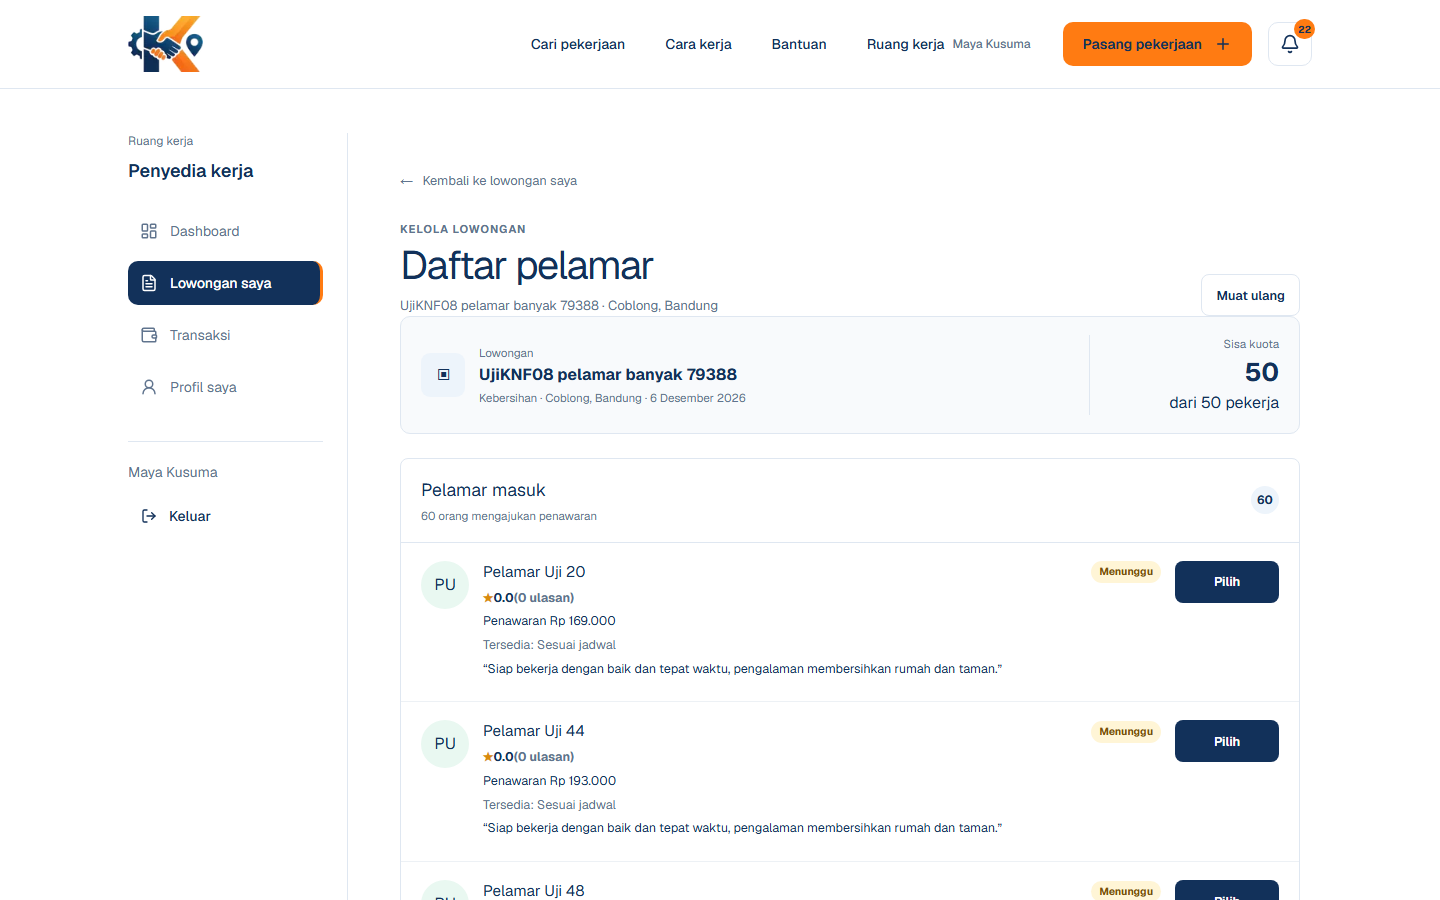 Cari pekerjaan
Cara kerja
Bantuan
Ruang kerja Maya Kusuma
Pasang pekerjaan +
22
Ruang kerja
Penyedia kerja
Dashboard
Lowongan saya
Transaksi
Profil saya
Maya Kusuma
Keluar
← Kembali ke lowongan saya
KELOLA LOWONGAN
Daftar pelamar
UjiKNF08 pelamar banyak 79388 · Coblong, Bandung
Muat ulang
Lowongan
UjiKNF08 pelamar banyak 79388
Kebersihan · Coblong, Bandung · 6 Desember 2026
Sisa kuota
50
dari 50 pekerja
Pelamar masuk
60 orang mengajukan penawaran
60
PU
Pelamar Uji 20
★0.0(0 ulasan)
Penawaran Rp 169.000
Tersedia: Sesuai jadwal
“Siap bekerja dengan baik dan tepat waktu, pengalaman membersihkan rumah dan taman.”
Menunggu
Pilih
PU
Pelamar Uji 44
★0.0(0 ulasan)
Penawaran Rp 193.000
Tersedia: Sesuai jadwal
“Siap bekerja dengan baik dan tepat waktu, pengalaman membersihkan rumah dan taman.”
Menunggu
Pilih
PU
Pelamar Uji 48
Menunggu
Pilih